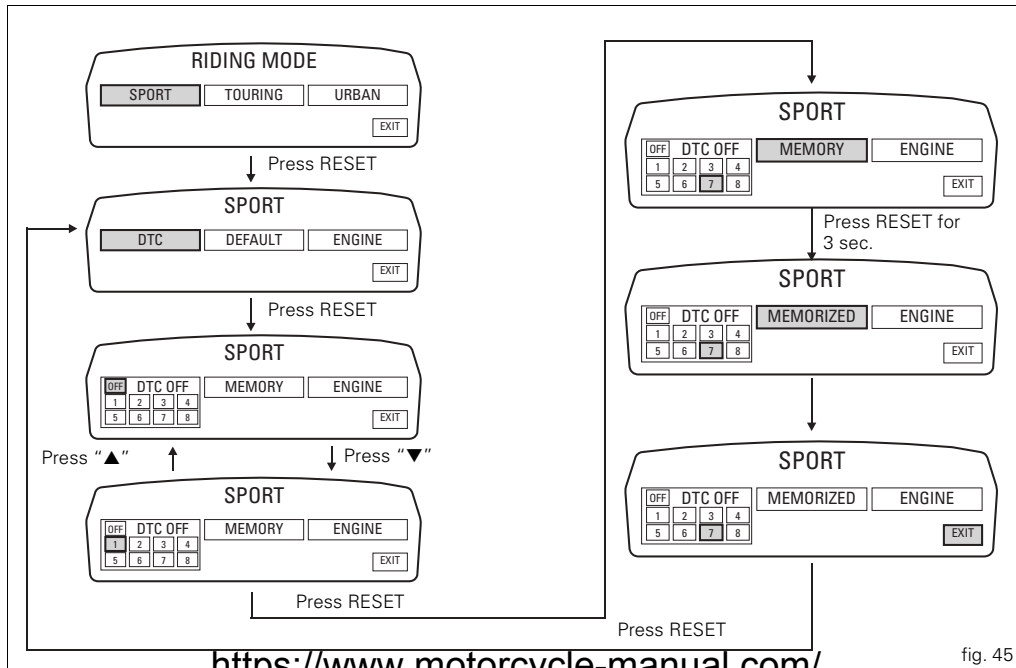 RIDING MODE
SPORT TOURING URBAN
EXIT
Press RESET
SPORT
DTC DEFAULT ENGINE
EXIT
Press RESET
SPORT
OFF DTC OFF MEMORY ENGINE
1 2 3 4
5 6 7 8
EXIT
Press "▲"
Press "▼"
SPORT
OFF DTC OFF MEMORY ENGINE
1 2 3 4
5 6 7 8
EXIT
Press RESET
SPORT
OFF DTC OFF MEMORY ENGINE
1 2 3 4
5 6 7 8
EXIT
Press RESET for
3 sec.
SPORT
OFF DTC OFF MEMORIZED ENGINE
1 2 3 4
5 6 7 8
EXIT
SPORT
OFF DTC OFF MEMORIZED ENGINE
1 2 3 4
5 6 7 8
EXIT
Press RESET
https://www.motorcycle-manual.com/
fig. 45